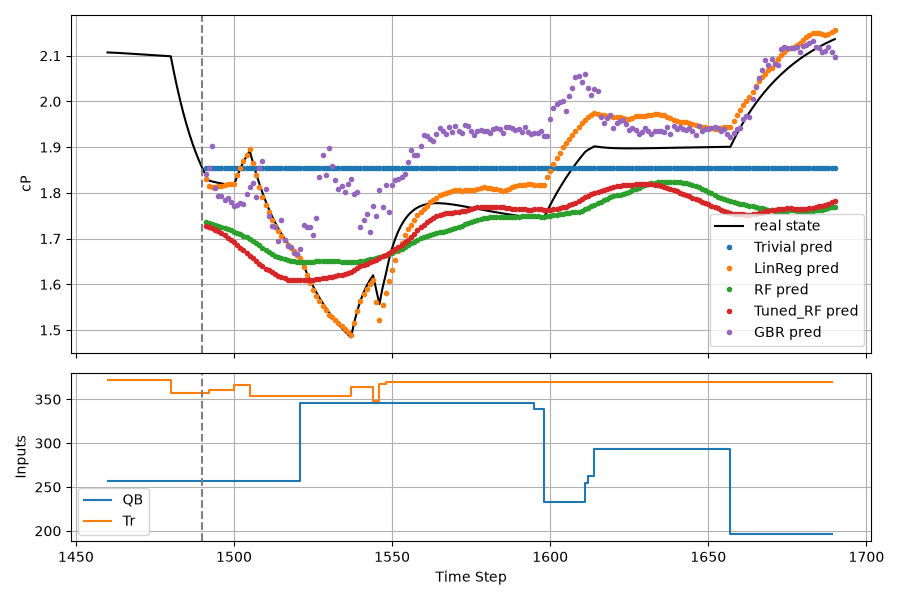 2.1
2.0
1.9
1.8
1.7
1.6
1.5
cP
real state
Trivial pred
LinReg pred
RF pred
Tuned_RF pred
GBR pred
350
300
250
200
Inputs
QB
Tr
1450 1500 1550 1600 1650 1700
Time Step